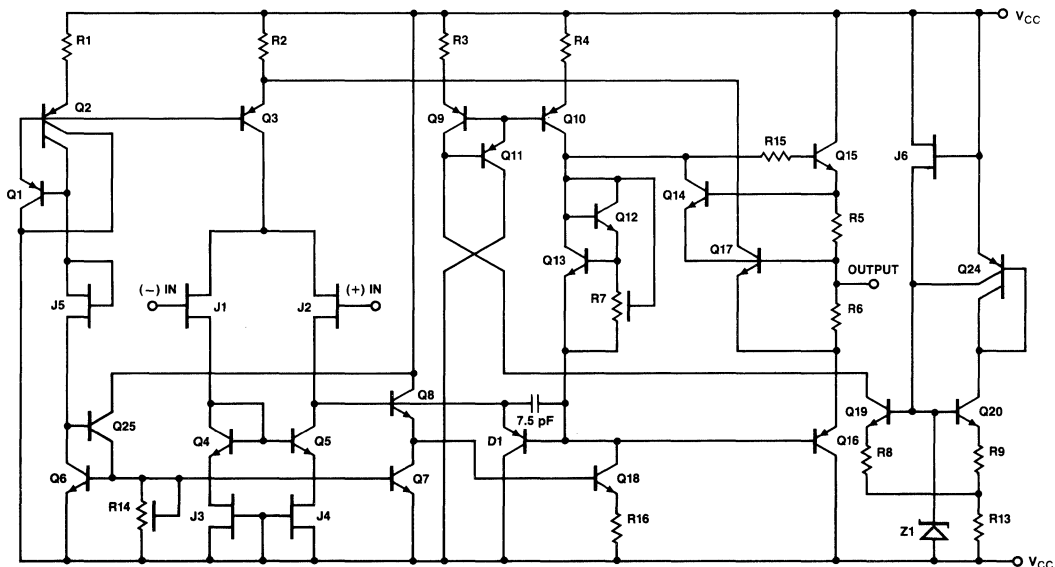 V_CC
R1
R2
R3
R4
Q2
Q3
Q9
Q10
Q11
R15
Q15
J6
Q1
Q14
Q12
R5
Q13
Q17
OUTPUT
Q24
J5
(−) IN
(+) IN
J1
J2
R7
R6
Q25
Q8
7.5 pF
Q19
Q20
Q4
Q5
D1
Q16
R8
R9
Q6
Q7
Q18
R14
J3
J4
R16
Z1
R13
V_CC